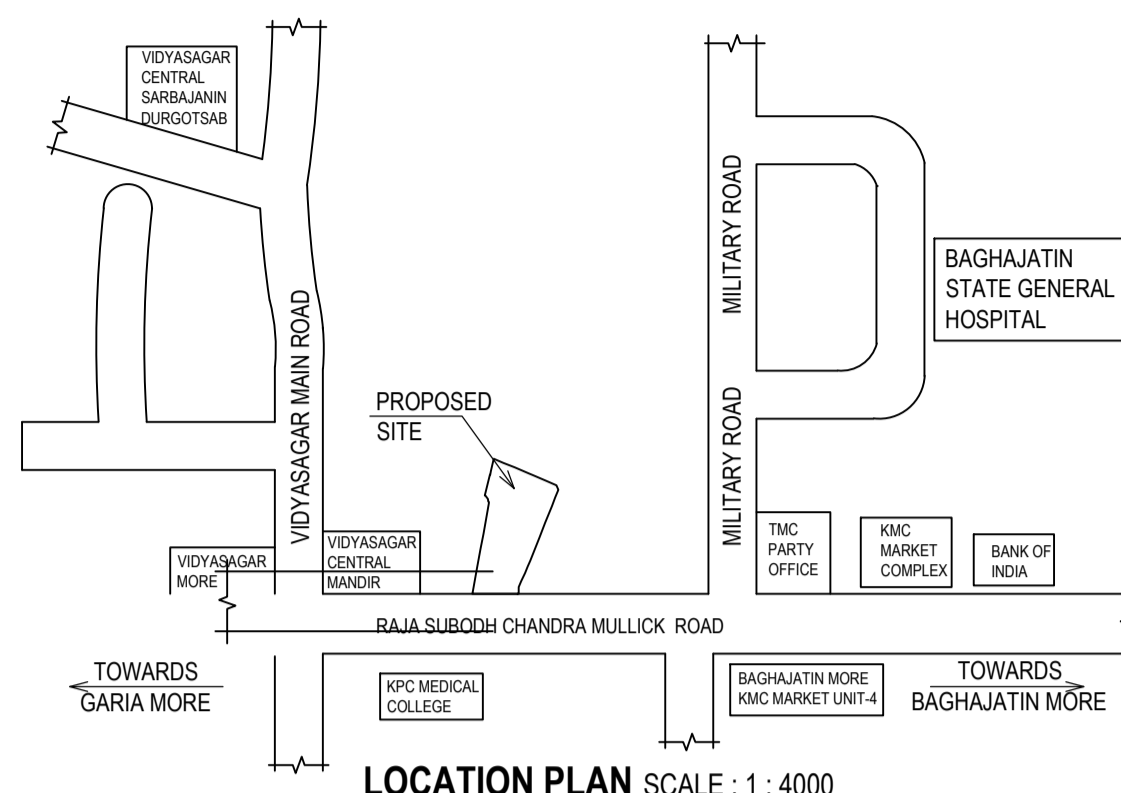 VIDYASAGAR
CENTRAL
SARBAJANIN
DURGOTSAB
MILITARY ROAD
BAGHAJATIN
STATE GENERAL
HOSPITAL
VIDYASAGAR MAIN ROAD
PROPOSED
SITE
MILITARY ROAD
VIDYASAGAR
MORE
VIDYASAGAR
CENTRAL
MANDIR
TMC
PARTY
OFFICE
KMC
MARKET
COMPLEX
BANK OF
INDIA
RAJA SUBODH CHANDRA MULLICK ROAD
TOWARDS
GARIA MORE
KPC MEDICAL
COLLEGE
BAGHAJATIN MORE
KMC MARKET UNIT-4
TOWARDS
BAGHAJATIN MORE
LOCATION PLAN SCALE : 1 : 4000